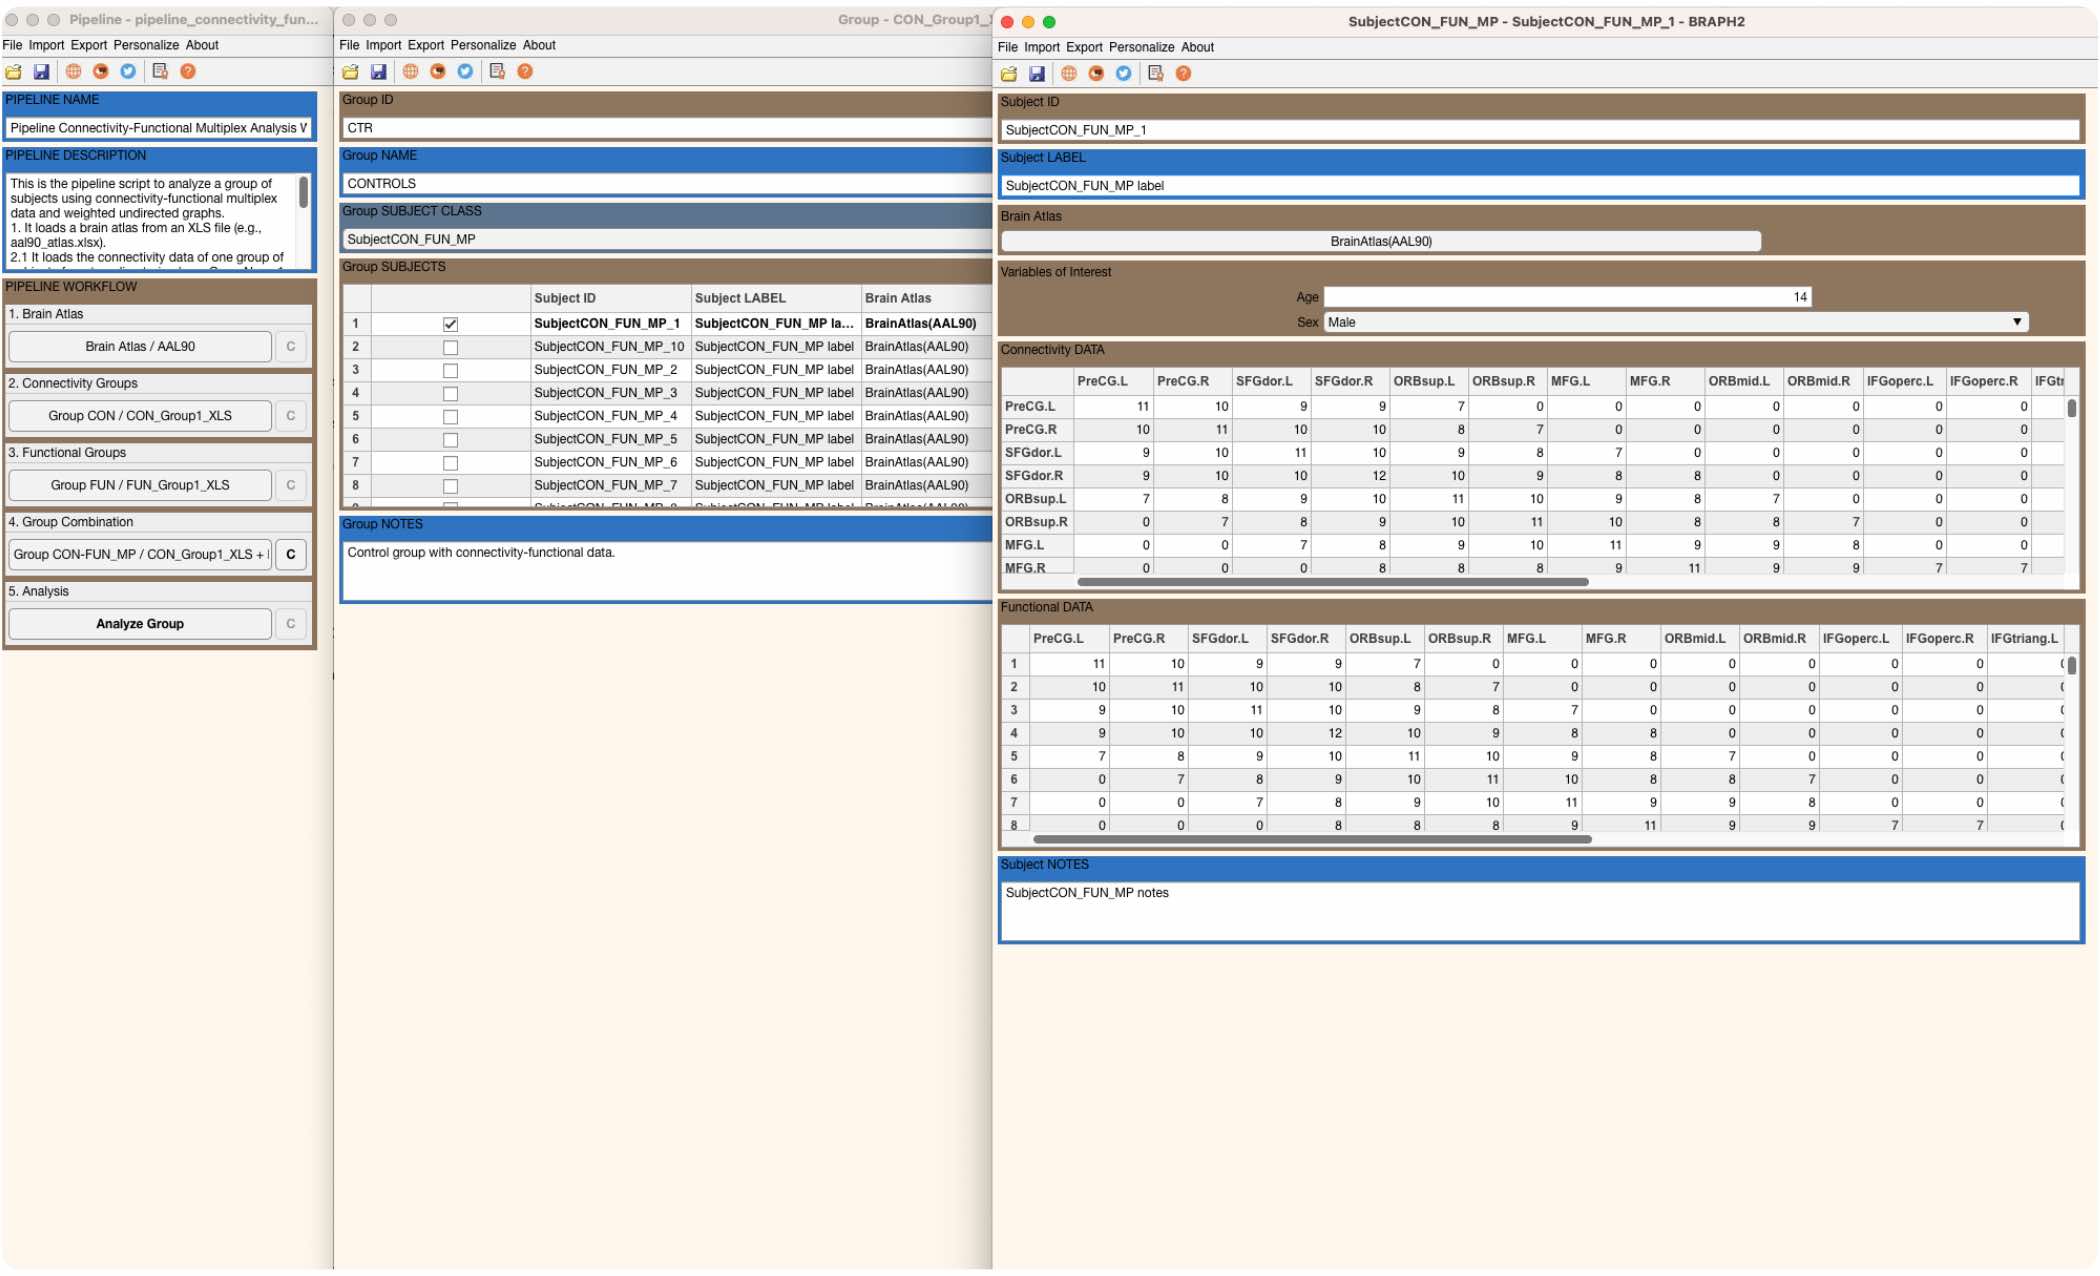 Pipeline - pipeline_connectivity_fun...
File Import Export Personalize About
PIPELINE NAME
Pipeline Connectivity-Functional Multiplex Analysis
PIPELINE DESCRIPTION
This is the pipeline script to analyze a group of
subjects using connectivity-functional multiplex
data and weighted undirected graphs.
1. It loads a brain atlas from an XLS file (e.g.,
aal90_atlas.xlsx).
2.1 It loads the connectivity data of one group of
PIPELINE WORKFLOW
1. Brain Atlas
Brain Atlas / AAL90 C
2. Connectivity Groups
Group CON / CON_Group1_XLS C
3. Functional Groups
Group FUN / FUN_Group1_XLS C
4. Group Combination
Group CON-FUN_MP / CON_Group1_XLS + C
5. Analysis
Analyze Group C
Group - CON_Group1_
File Import Export Personalize About
Group ID
CTR
Group NAME
CONTROLS
Group SUBJECT CLASS
SubjectCON_FUN_MP
Group SUBJECTS
Subject ID Subject LABEL Brain Atlas
1 SubjectCON_FUN_MP_1 SubjectCON_FUN_MP la... BrainAtlas(AAL90)
2 SubjectCON_FUN_MP_10 SubjectCON_FUN_MP label BrainAtlas(AAL90)
3 SubjectCON_FUN_MP_2 SubjectCON_FUN_MP label BrainAtlas(AAL90)
4 SubjectCON_FUN_MP_3 SubjectCON_FUN_MP label BrainAtlas(AAL90)
5 SubjectCON_FUN_MP_4 SubjectCON_FUN_MP label BrainAtlas(AAL90)
6 SubjectCON_FUN_MP_5 SubjectCON_FUN_MP label BrainAtlas(AAL90)
7 SubjectCON_FUN_MP_6 SubjectCON_FUN_MP label BrainAtlas(AAL90)
8 SubjectCON_FUN_MP_7 SubjectCON_FUN_MP label BrainAtlas(AAL90)
Group NOTES
Control group with connectivity-functional data.
SubjectCON_FUN_MP - SubjectCON_FUN_MP_1 - BRAPH2
File Import Export Personalize About
Subject ID
SubjectCON_FUN_MP_1
Subject LABEL
SubjectCON_FUN_MP label
Brain Atlas
BrainAtlas(AAL90)
Variables of Interest
Age 14
Sex Male
Connectivity DATA
PreCG.L PreCG.R SFGdor.L SFGdor.R ORBsup.L ORBsup.R MFG.L MFG.R ORBmid.L ORBmid.R IFGoperc.L IFGoperc.R IFGtr
PreCG.L 11 10 9 9 7 0 0 0 0 0 0 0
PreCG.R 10 11 10 10 8 7 0 0 0 0 0 0
SFGdor.L 9 10 11 10 9 8 7 0 0 0 0 0
SFGdor.R 9 10 10 12 10 9 8 8 0 0 0 0
ORBsup.L 7 8 9 10 11 10 9 8 7 0 0 0
ORBsup.R 0 7 8 9 10 11 10 8 8 7 0 0
MFG.L 0 0 7 8 9 10 11 9 9 8 0 0
MFG.R 0 0 0 8 8 8 9 11 9 9 7 7
Functional DATA
PreCG.L PreCG.R SFGdor.L SFGdor.R ORBsup.L ORBsup.R MFG.L MFG.R ORBmid.L ORBmid.R IFGoperc.L IFGoperc.R IFGtriang.L
1 11 10 9 9 7 0 0 0 0 0 0 0
2 10 11 10 10 8 7 0 0 0 0 0 0
3 9 10 11 10 9 8 7 0 0 0 0 0
4 9 10 10 12 10 9 8 8 0 0 0 0
5 7 8 9 10 11 10 9 8 7 0 0 0
6 0 7 8 9 10 11 10 8 8 7 0 0
7 0 0 7 8 9 10 11 9 9 8 0 0
8 0 0 0 8 8 8 9 11 9 9 7 7
Subject NOTES
SubjectCON_FUN_MP notes